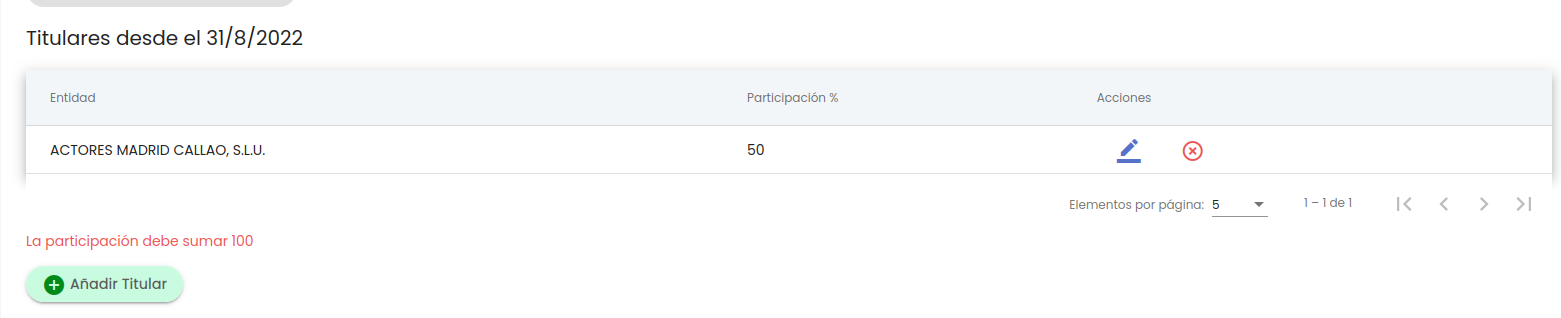 Titulares desde el 31/8/2022
Entidad Participación % Acciones
ACTORES MADRID CALLAO, S.L.U. 50
Elementos por página: 5 1 – 1 de 1
La participación debe sumar 100
Añadir Titular